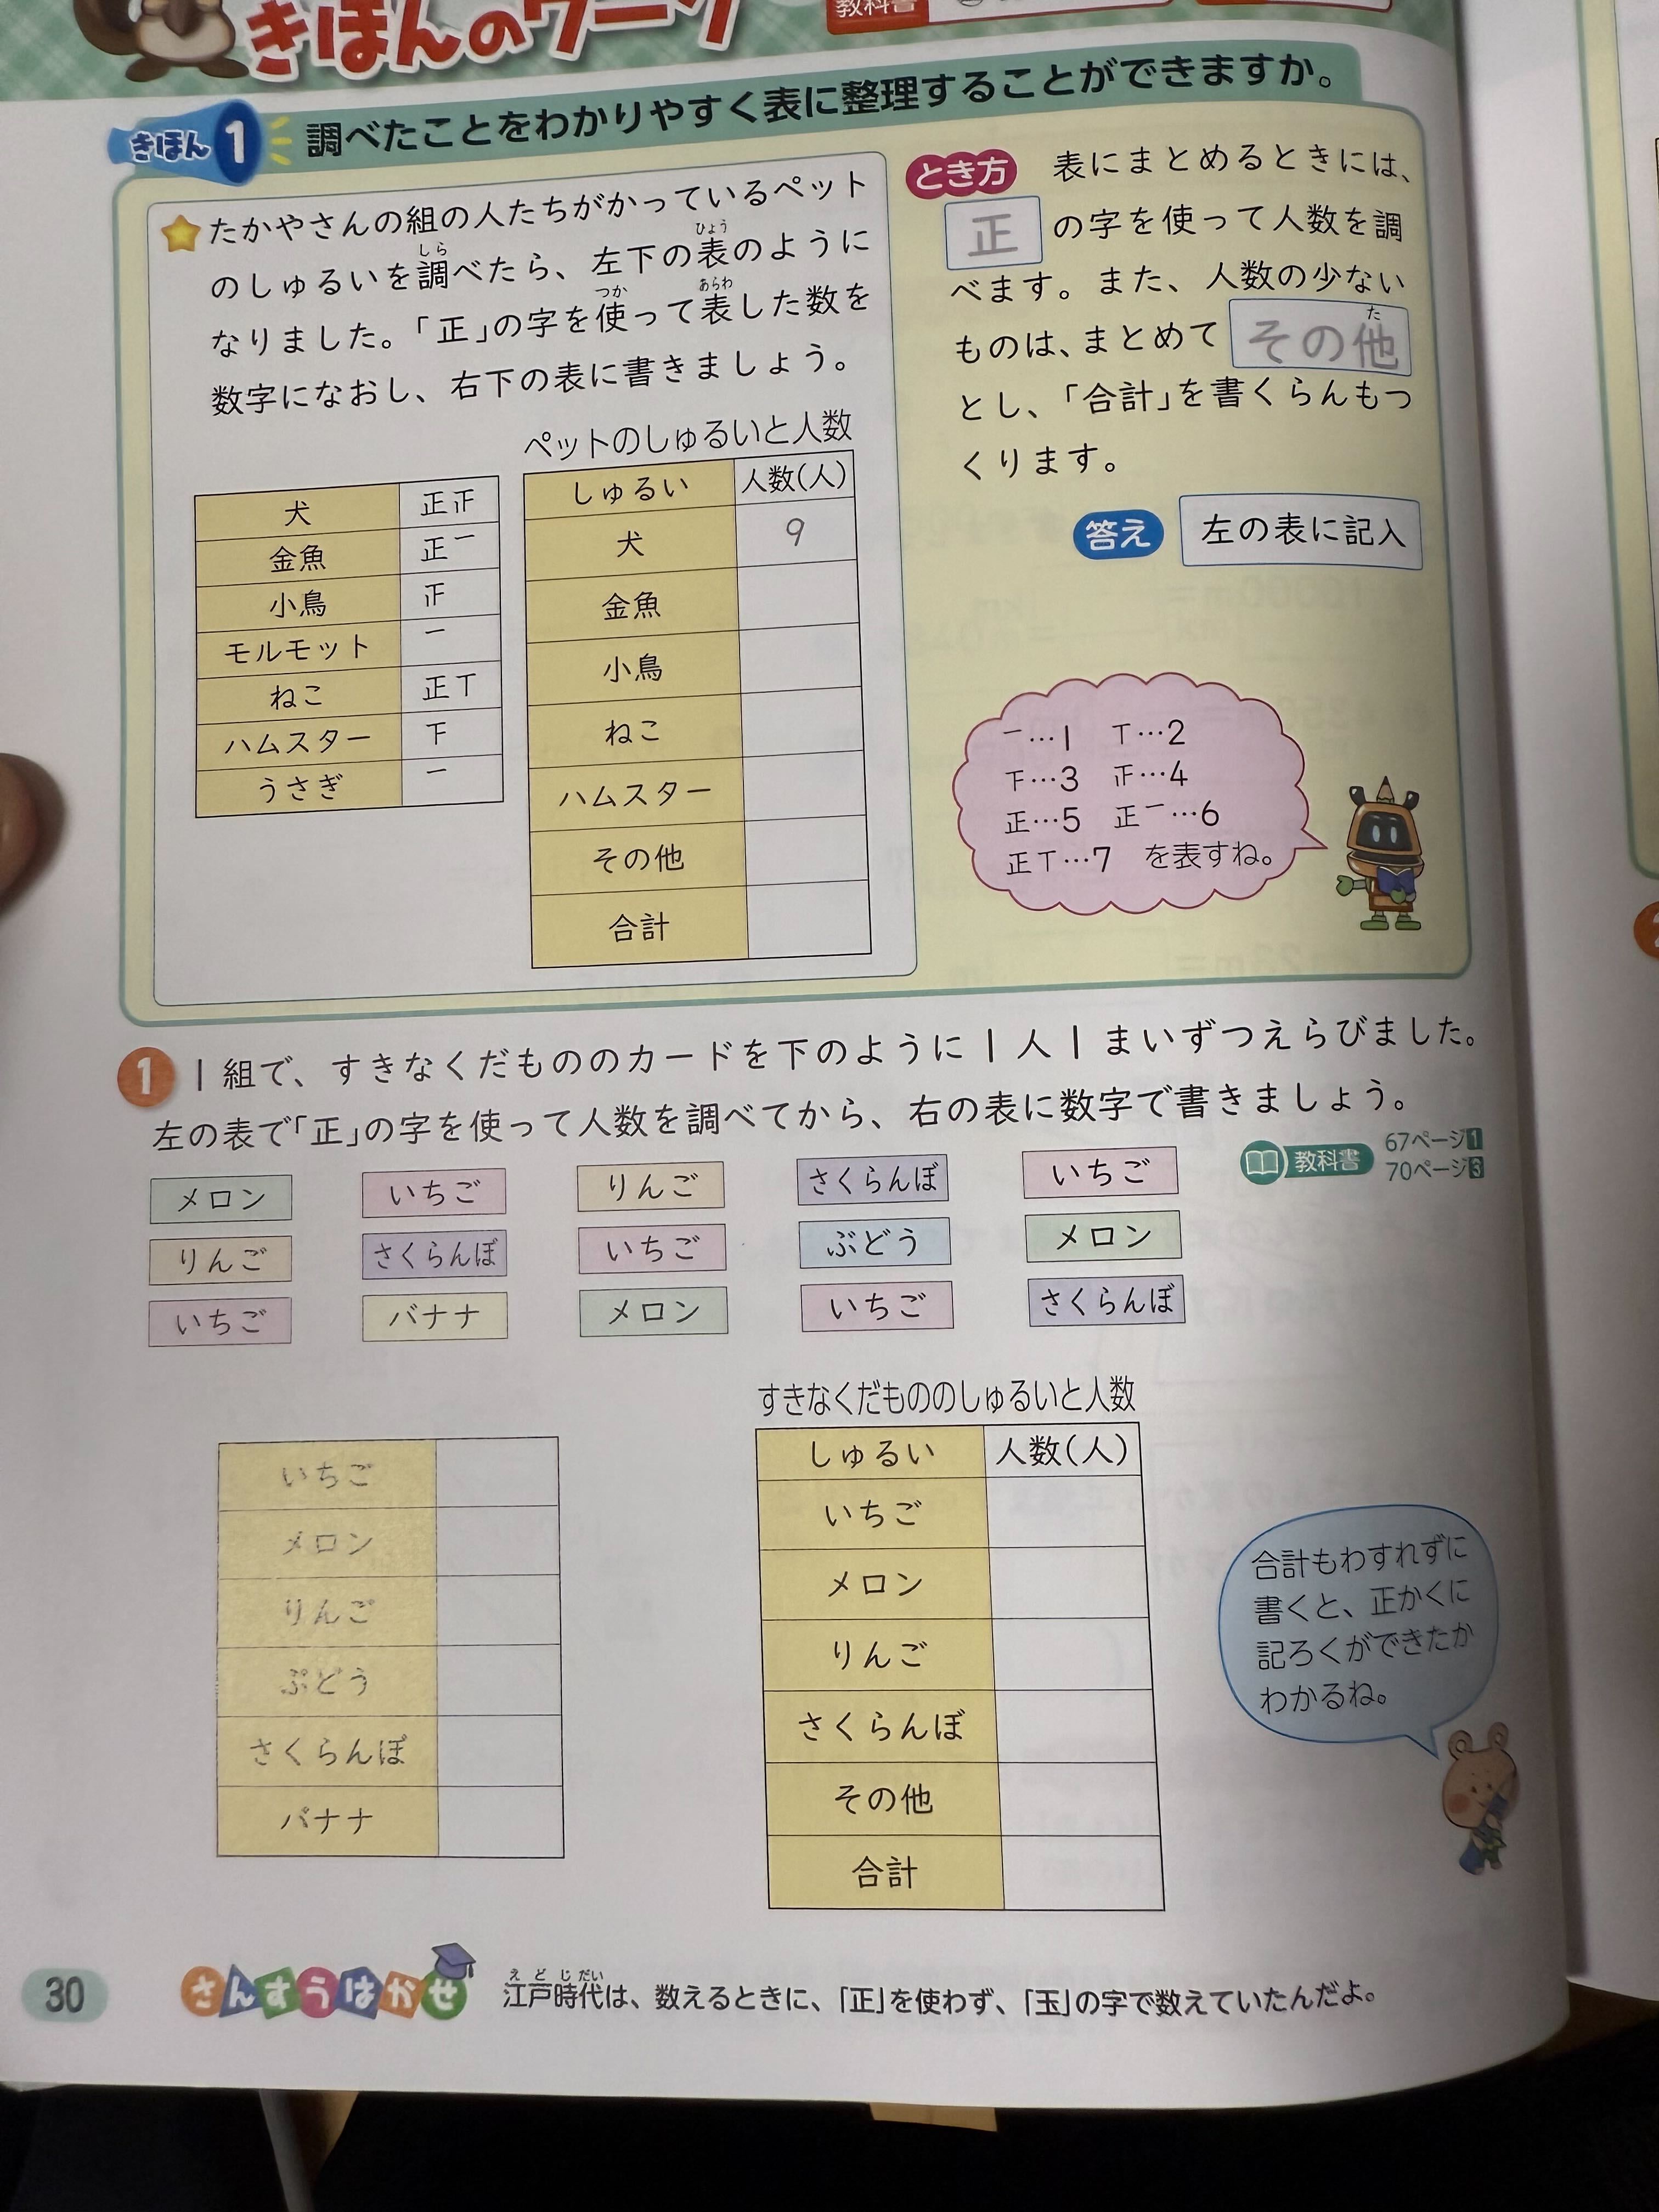 きほんのワーク
教科書
きほん 1 調べたことをわかりやすく表に整理することができますか。
たかやさんの組の人たちがかっているペット
のしゅるいを調べたら、左下の表のように
なりました。「正」の字を使って表した数を
数字になおし、右下の表に書きましょう。
しら
ひょう
つか
あらわ
犬 正𝍵
金魚 正一
小鳥 𝍵
モルモット 一
ねこ 正丅
ハムスター 下
うさぎ 一
ペットのしゅるいと人数
しゅるい 人数(人)
犬 9
金魚
小鳥
ねこ
ハムスター
その他
合計
とき方 表にまとめるときには、
正 の字を使って人数を調
べます。また、人数の少ない
ものは、まとめて その他
た
とし、「合計」を書くらんもつ
くります。
答え 左の表に記入
一…1 丅…2
下…3 𝍵…4
正…5 正一…6
正丅…7 を表すね。
1 1組で、すきなくだもののカードを下のように1人1まいずつえらびました。
左の表で「正」の字を使って人数を調べてから、右の表に数字で書きましょう。
教科書 67ページ1
70ページ3
メロン いちご りんご さくらんぼ いちご
りんご さくらんぼ いちご ぶどう メロン
いちご バナナ メロン いちご さくらんぼ
いちご
メロン
りんご
ぶどう
さくらんぼ
バナナ
すきなくだもののしゅるいと人数
しゅるい 人数(人)
いちご
メロン
りんご
さくらんぼ
その他
合計
合計もわすれずに
書くと、正かくに
記ろくができたか
わかるね。
30
さんすうはかせ 江戸時代は、数えるときに、「正」を使わず、「玉」の字で数えていたんだよ。
えどじだい